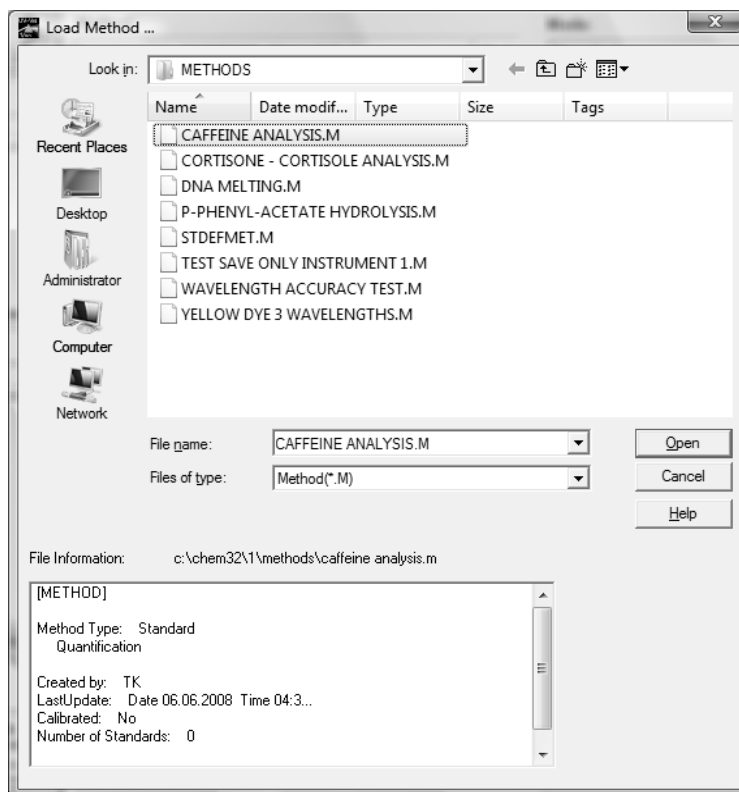 Load Method ...
Look in: METHODS
Name Date modif... Type Size Tags
Recent Places
Desktop
Administrator
Computer
Network
CAFFEINE ANALYSIS.M
CORTISONE - CORTISOLE ANALYSIS.M
DNA MELTING.M
P-PHENYL-ACETATE HYDROLYSIS.M
STDEFMET.M
TEST SAVE ONLY INSTRUMENT 1.M
WAVELENGTH ACCURACY TEST.M
YELLOW DYE 3 WAVELENGTHS.M
File name: CAFFEINE ANALYSIS.M Open
Files of type: Method(*.M) Cancel
Help
File Information: c:\chem32\1\methods\caffeine analysis.m
[METHOD]
Method Type: Standard
Quantification
Created by: TK
LastUpdate: Date 06.06.2008 Time 04:3...
Calibrated: No
Number of Standards: 0